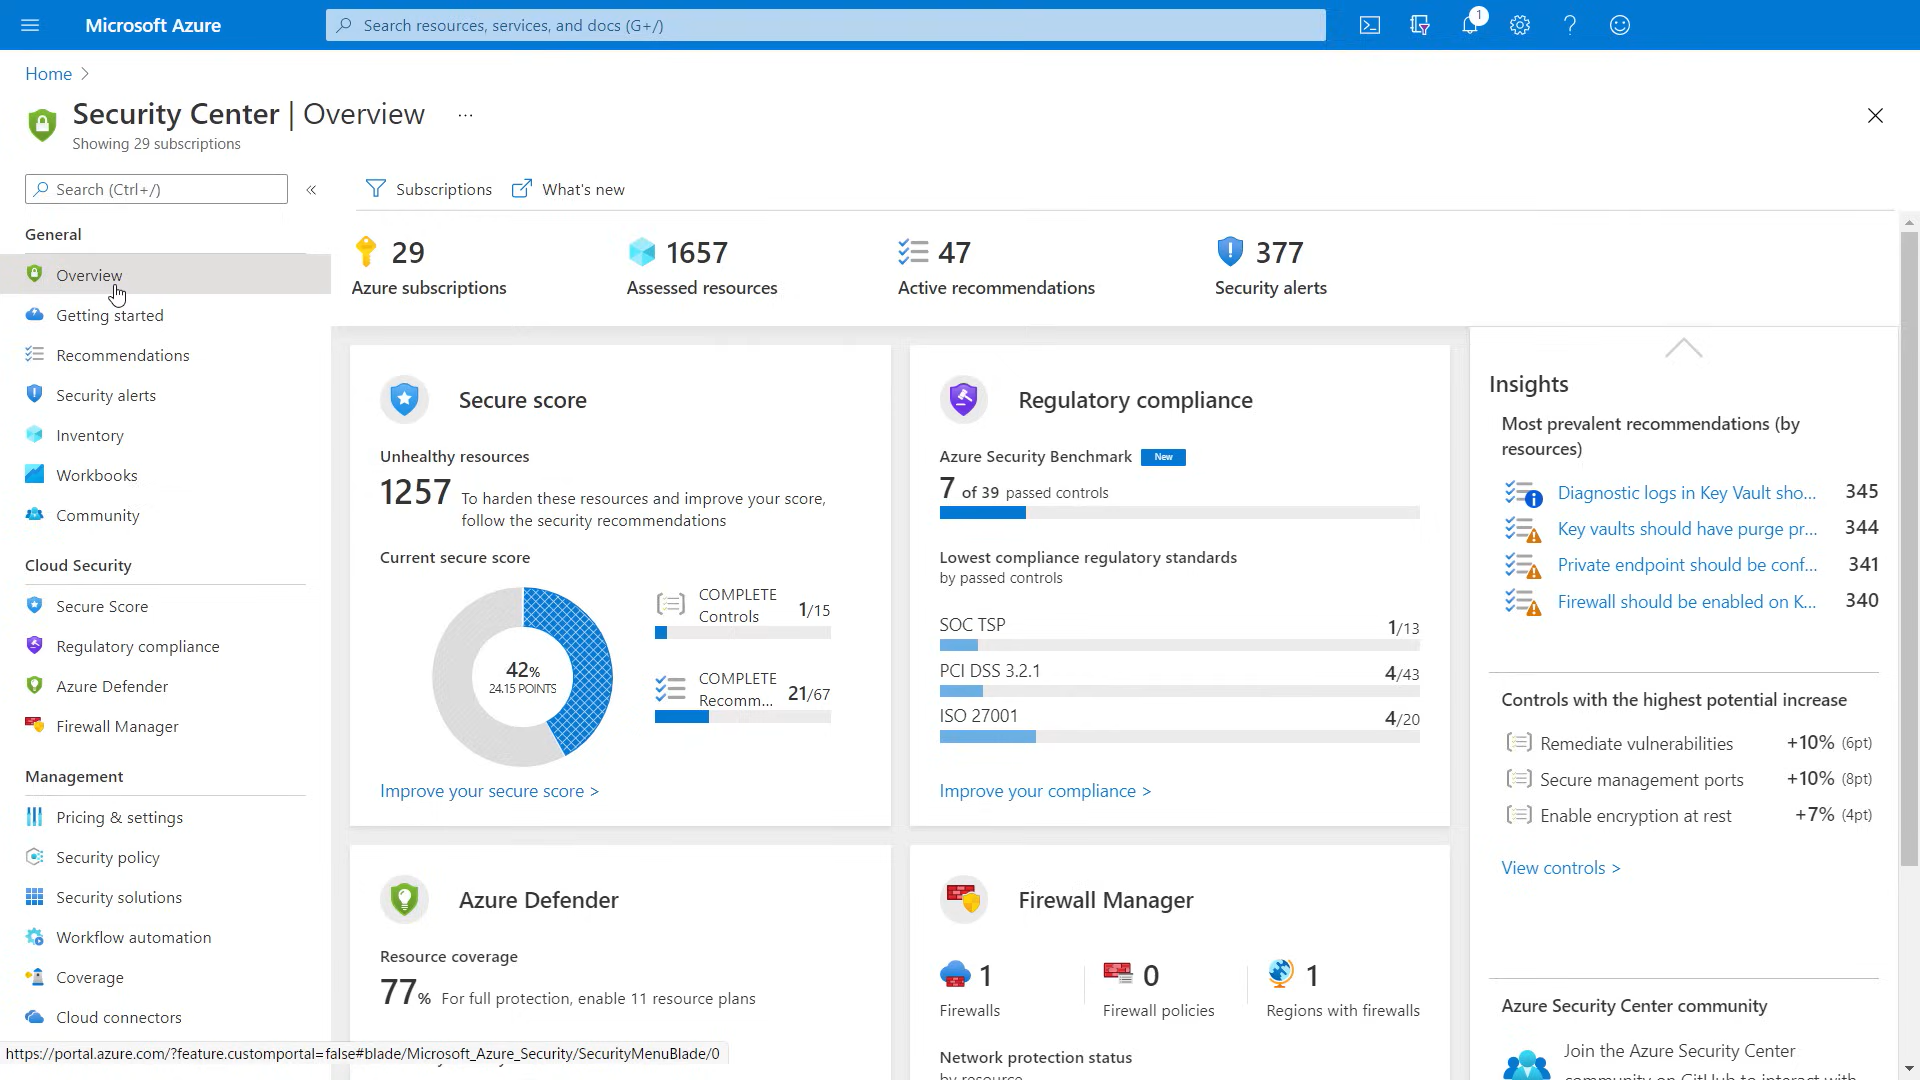 Microsoft Azure
Search resources, services, and docs (G+/)
1
Home
Security Center | Overview
...
Showing 29 subscriptions
Search (Ctrl+/)
«
Subscriptions
What's new
General
Overview
Getting started
Recommendations
Security alerts
Inventory
Workbooks
Community
Cloud Security
Secure Score
Regulatory compliance
Azure Defender
Firewall Manager
Management
Pricing & settings
Security policy
Security solutions
Workflow automation
Coverage
Cloud connectors
https://portal.azure.com/?feature.customportal=false#blade/Microsoft_Azure_Security/SecurityMenuBlade/0
29
Azure subscriptions
1657
Assessed resources
47
Active recommendations
377
Security alerts
Secure score
Unhealthy resources
1257 To harden these resources and improve your score,
follow the security recommendations
Current secure score
42%
24.15 POINTS
COMPLETE
Controls 1/15
COMPLETE
Recomm... 21/67
Improve your secure score >
Regulatory compliance
Azure Security Benchmark New
7 of 39 passed controls
Lowest compliance regulatory standards
by passed controls
SOC TSP 1/13
PCI DSS 3.2.1 4/43
ISO 27001 4/20
Improve your compliance >
Azure Defender
Resource coverage
77% For full protection, enable 11 resource plans
Firewall Manager
1
Firewalls
0
Firewall policies
1
Regions with firewalls
Network protection status
by resource
Insights
Most prevalent recommendations (by
resources)
Diagnostic logs in Key Vault sho... 345
Key vaults should have purge pr... 344
Private endpoint should be conf... 341
Firewall should be enabled on K... 340
Controls with the highest potential increase
Remediate vulnerabilities +10% (6pt)
Secure management ports +10% (8pt)
Enable encryption at rest +7% (4pt)
View controls >
Azure Security Center community
Join the Azure Security Center
community on GitHub to interact with